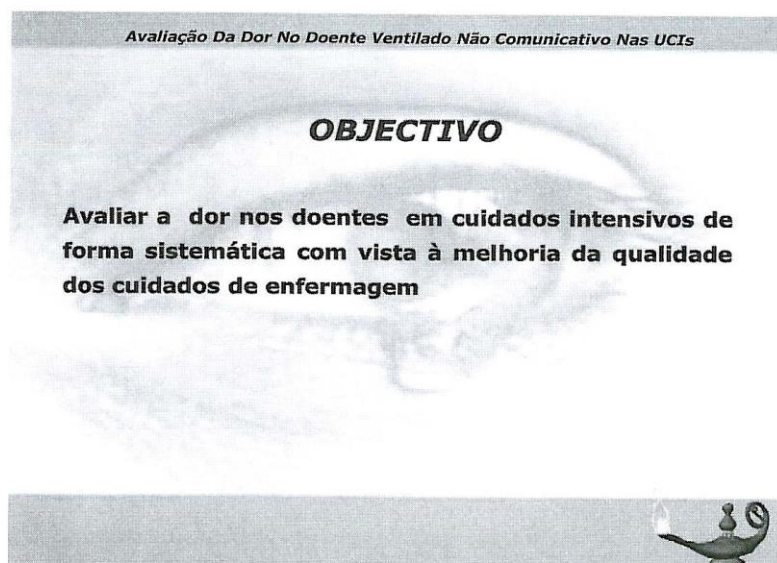 Avaliação Da Dor No Doente Ventilado Não Comunicativo Nas UCIs
OBJECTIVO
Avaliar a dor nos doentes em cuidados intensivos de
forma sistemática com vista à melhoria da qualidade
dos cuidados de enfermagem